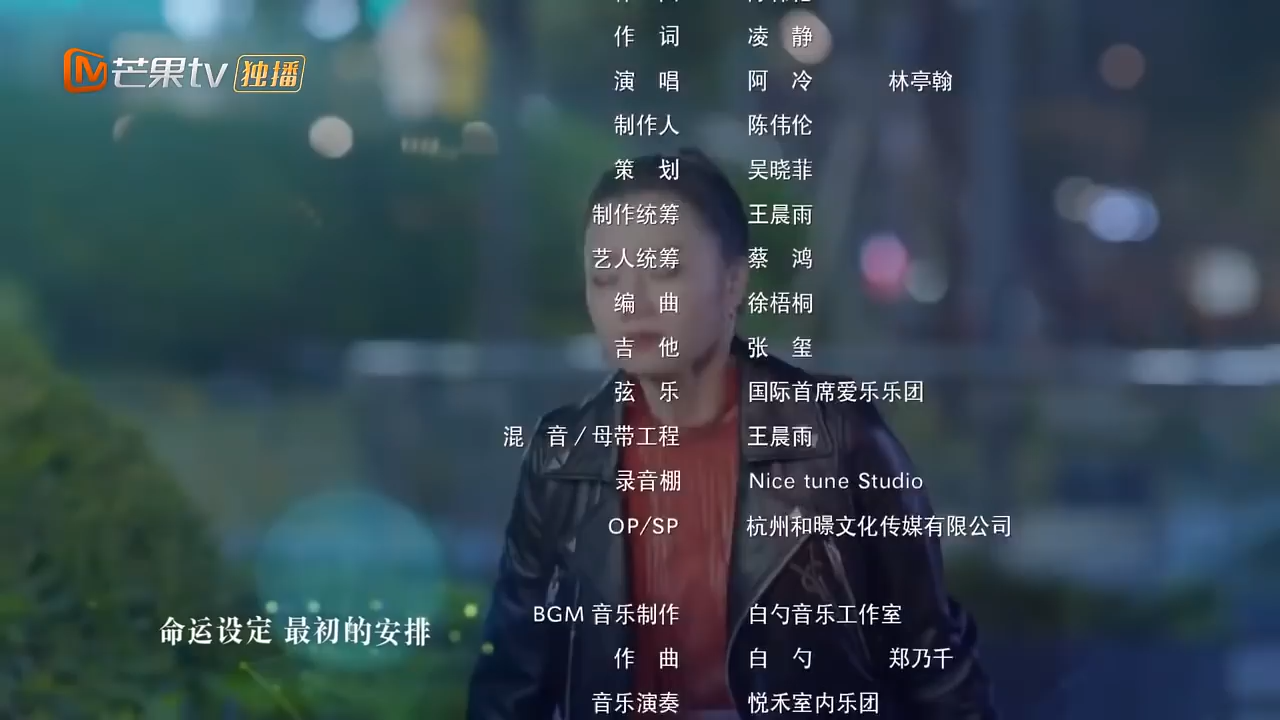 芒果tv 独播
作 词 凌 静
演 唱 阿 冷 林亭翰
制作人 陈伟伦
策 划 吴晓菲
制作统筹 王晨雨
艺人统筹 蔡 鸿
编 曲 徐梧桐
吉 他 张 玺
弦 乐 国际首席爱乐乐团
混 音/母带工程 王晨雨
录音棚 Nice tune Studio
OP/SP 杭州和暻文化传媒有限公司
BGM 音乐制作 白勺音乐工作室
命运设定 最初的安排
作 曲 白 勺 郑乃千
音乐演奏 悦禾室内乐团